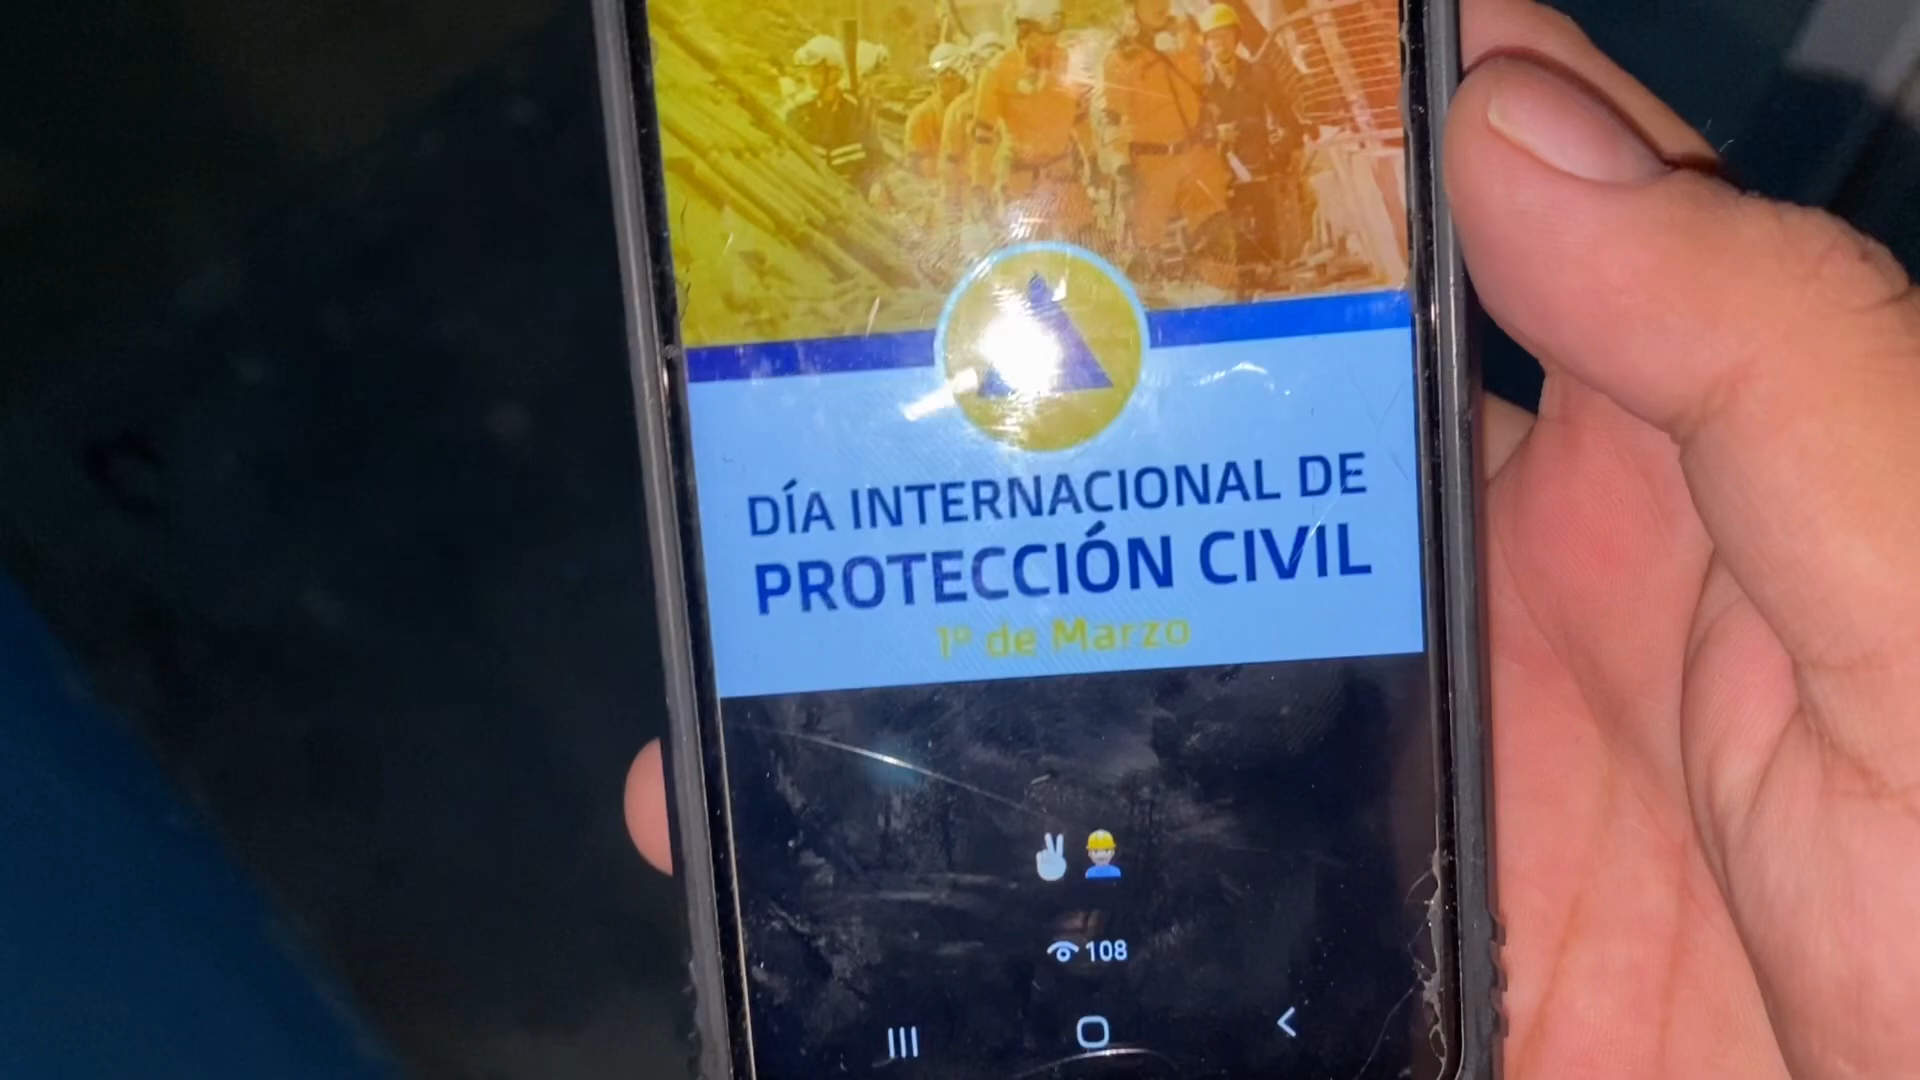 DÍA INTERNACIONAL DE
PROTECCIÓN CIVIL
1º de Marzo
108